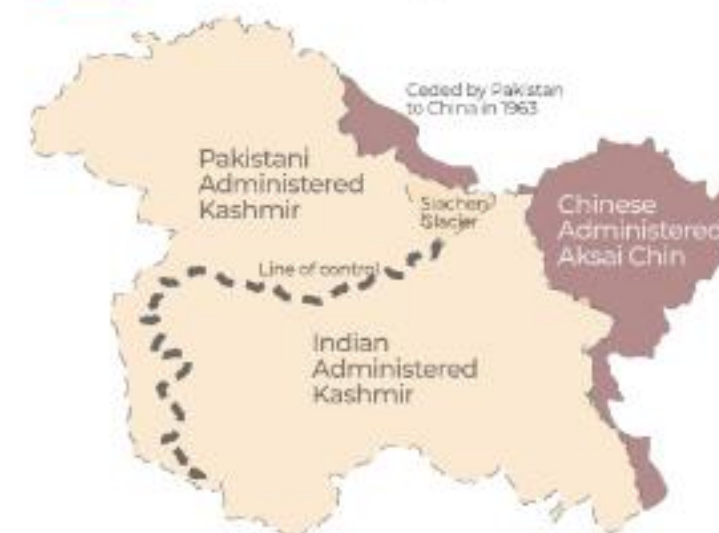 Ceded by Pakistan
to China in 1963
Pakistani
Administered
Kashmir
Siachen
Glacier
Chinese
Administered
Aksai Chin
Line of control
Indian
Administered
Kashmir